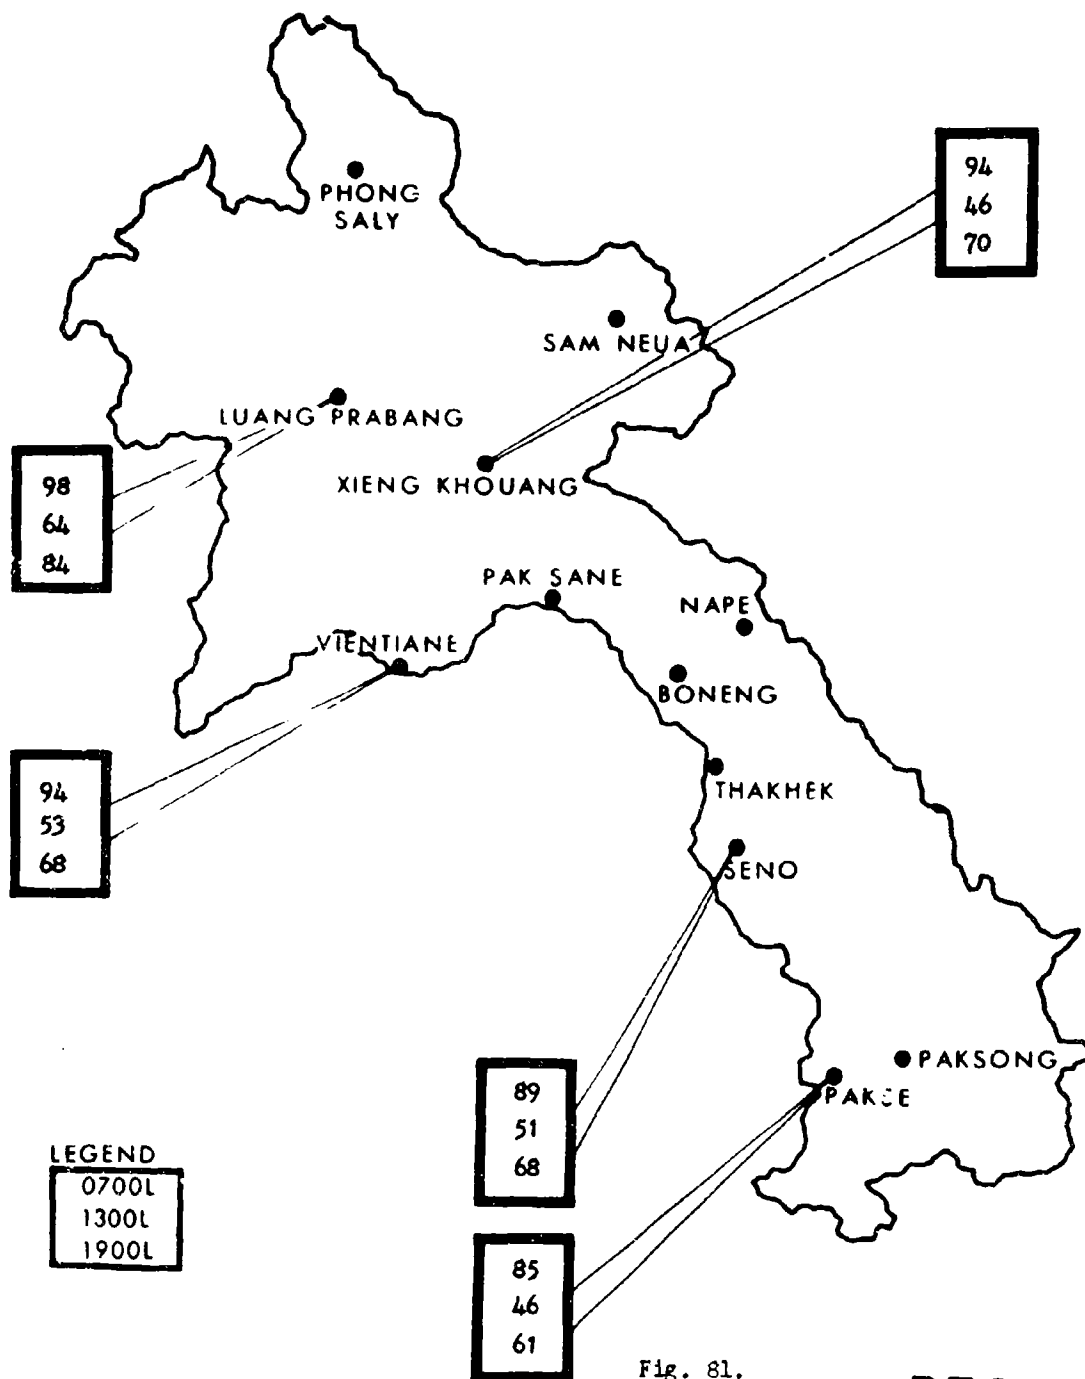 PHONG
SALY
94
46
70
SAM NEUA
LUANG PRABANG
XIENG KHOUANG
98
64
84
PAK SANE
NAPE
VIENTIANE
BONENG
94
53
68
THAKHEK
SENO
PAKSONG
PAKSE
89
51
68
LEGEND
0700L
1300L
1900L
85
46
61
Fig. 81.